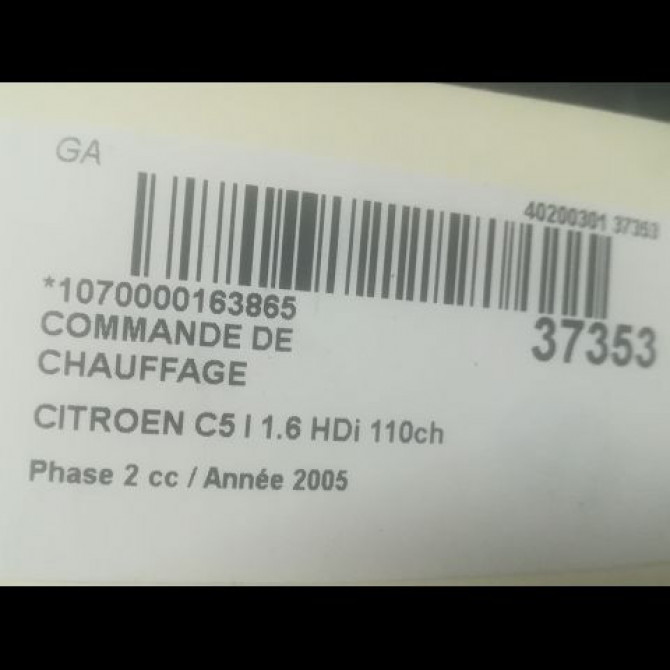 GA
40200301 37353
*1070000163865
37353
COMMANDE DE
CHAUFFAGE
CITROEN C5 I 1.6 HDi 110ch
Phase 2 cc / Année 2005